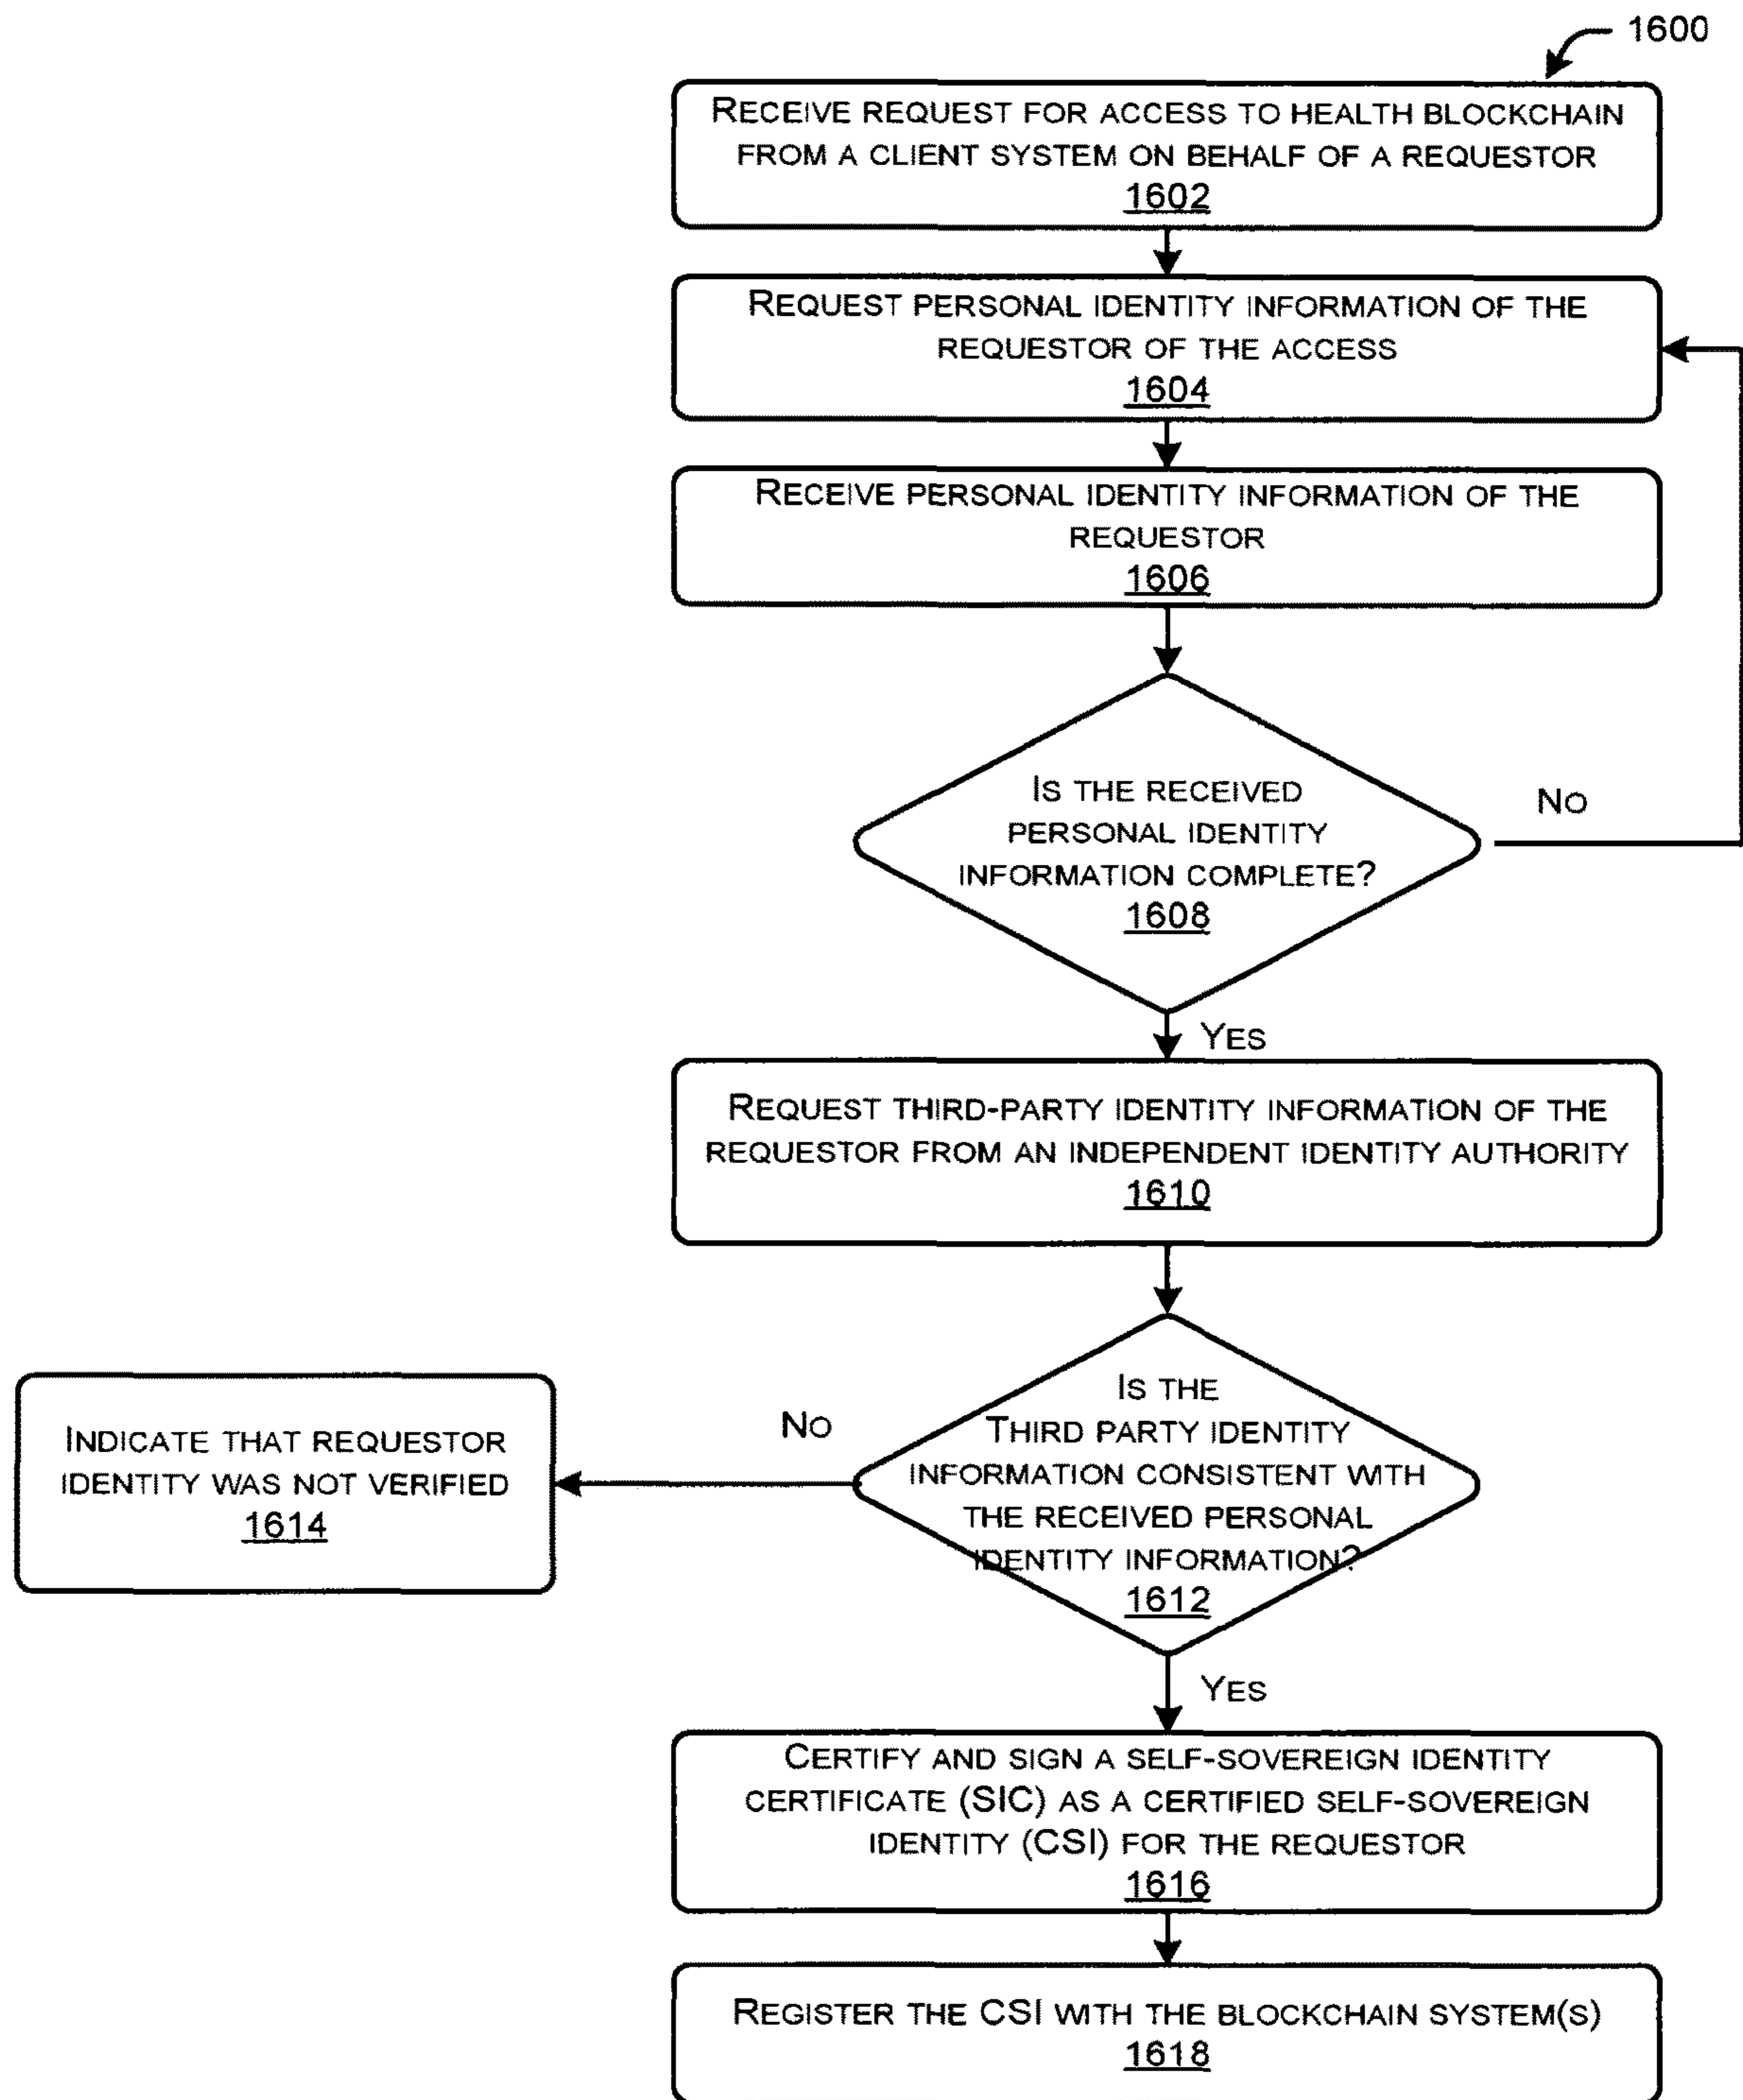 1600
RECEIVE REQUEST FOR ACCESS TO HEALTH BLOCKCHAIN
FROM A CLIENT SYSTEM ON BEHALF OF A REQUESTOR
1602
REQUEST PERSONAL IDENTITY INFORMATION OF THE
REQUESTOR OF THE ACCESS
1604
RECEIVE PERSONAL IDENTITY INFORMATION OF THE
REQUESTOR
1606
IS THE RECEIVED
PERSONAL IDENTITY
INFORMATION COMPLETE?
1608
NO
YES
REQUEST THIRD-PARTY IDENTITY INFORMATION OF THE
REQUESTOR FROM AN INDEPENDENT IDENTITY AUTHORITY
1610
IS THE
THIRD PARTY IDENTITY
INFORMATION CONSISTENT WITH
THE RECEIVED PERSONAL
IDENTITY INFORMATION?
1612
NO
INDICATE THAT REQUESTOR
IDENTITY WAS NOT VERIFIED
1614
YES
CERTIFY AND SIGN A SELF-SOVEREIGN IDENTITY
CERTIFICATE (SIC) AS A CERTIFIED SELF-SOVEREIGN
IDENTITY (CSI) FOR THE REQUESTOR
1616
REGISTER THE CSI WITH THE BLOCKCHAIN SYSTEM(S)
1618